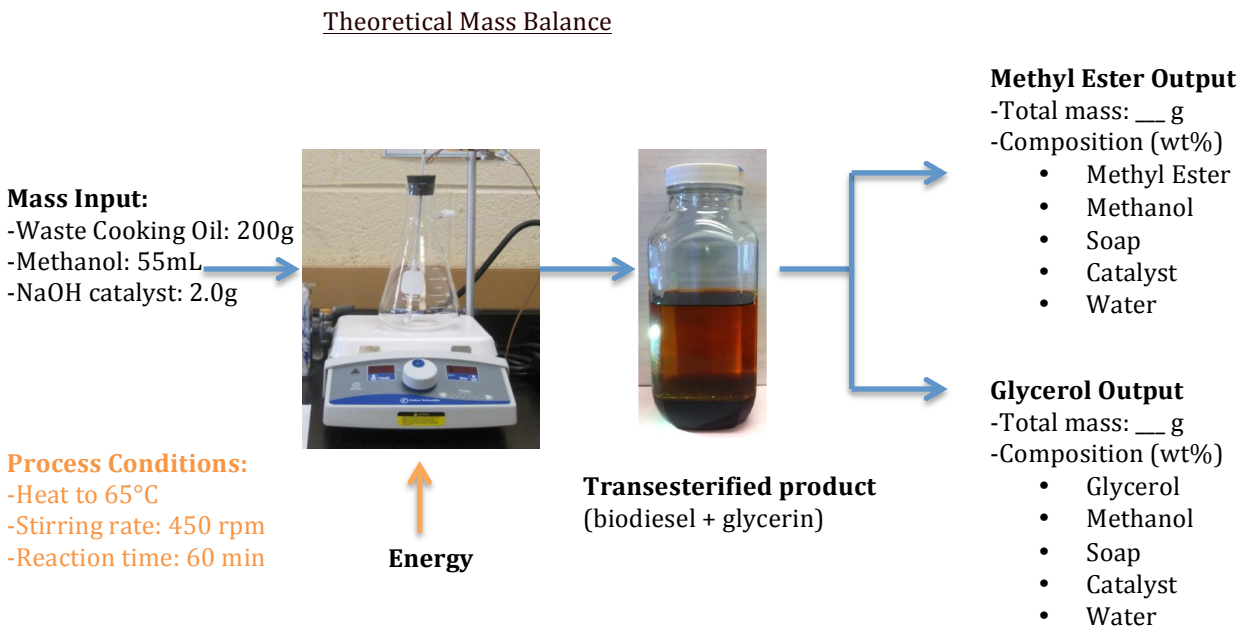 Theoretical Mass Balance
Mass Input:
-Waste Cooking Oil: 200g
-Methanol: 55mL
-NaOH catalyst: 2.0g
Process Conditions:
-Heat to 65°C
-Stirring rate: 450 rpm
-Reaction time: 60 min
Energy
Transesterified product
(biodiesel + glycerin)
Methyl Ester Output
-Total mass: ___ g
-Composition (wt%)
• Methyl Ester
• Methanol
• Soap
• Catalyst
• Water
Glycerol Output
-Total mass: ___ g
-Composition (wt%)
• Glycerol
• Methanol
• Soap
• Catalyst
• Water